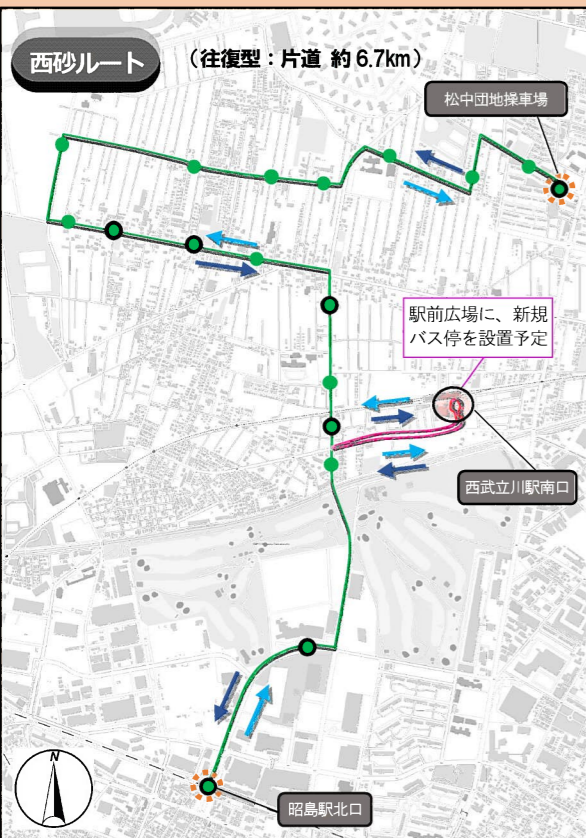 西砂ルート
（往復型：片道 約6.7km）
松中団地操車場
駅前広場に、新規
バス停を設置予定
西武立川駅南口
昭島駅北口
N